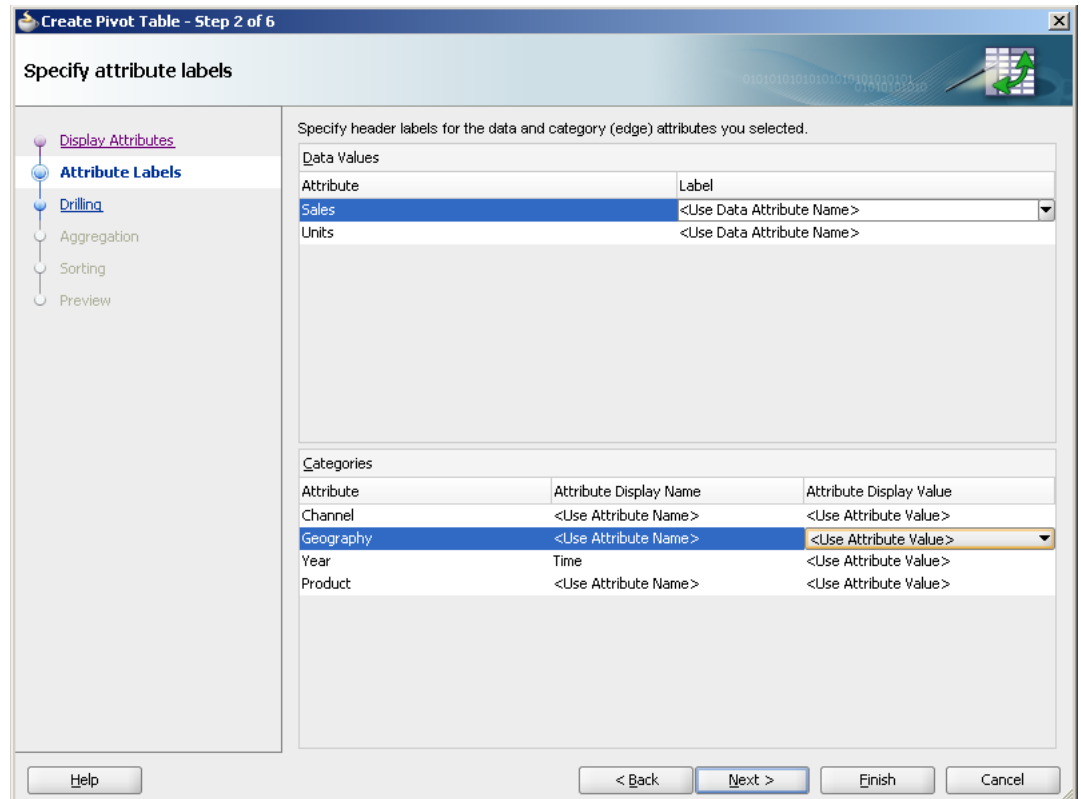 Create Pivot Table - Step 2 of 6
Specify attribute labels
Display Attributes
Attribute Labels
Drilling
Aggregation
Sorting
Preview
Specify header labels for the data and category (edge) attributes you selected.
Data Values
Attribute Label
Sales <Use Data Attribute Name>
Units <Use Data Attribute Name>
Categories
Attribute Attribute Display Name Attribute Display Value
Channel <Use Attribute Name> <Use Attribute Value>
Geography <Use Attribute Name> <Use Attribute Value>
Year Time <Use Attribute Value>
Product <Use Attribute Name> <Use Attribute Value>
Help < Back Next > Finish Cancel